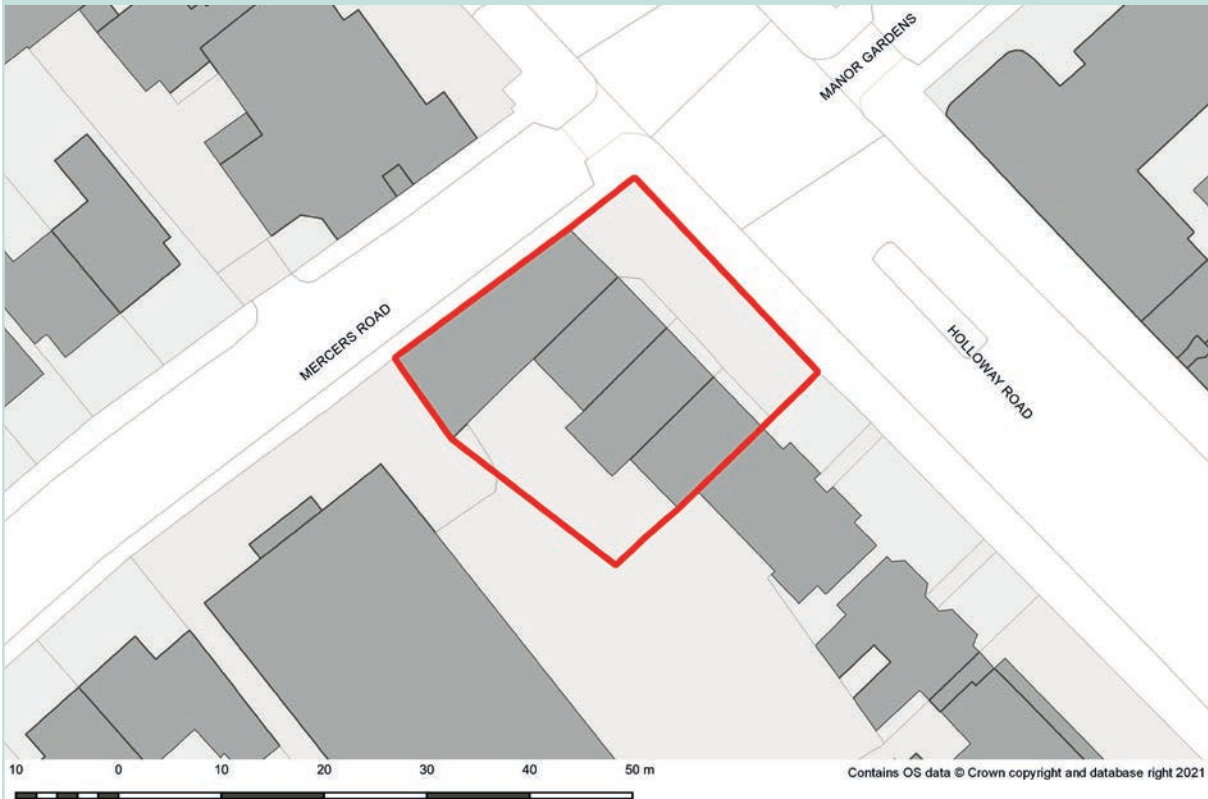 MANOR GARDENS
MERCERS ROAD
HOLLOWAY ROAD
10 0 10 20 30 40 50 m
Contains OS data © Crown copyright and database right 2021